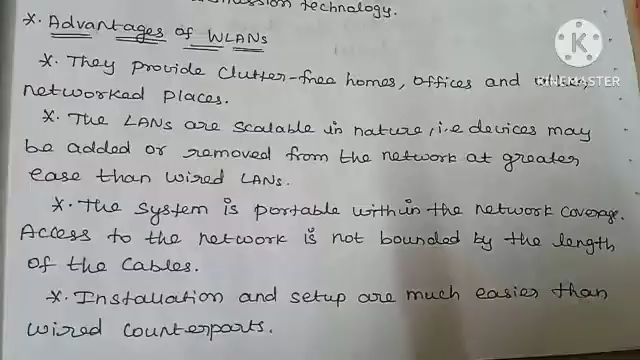 technology.
*. Advantages of WLANs
*. They provide clutter-free homes, offices and other
networked places.
*. The LANs are scalable in nature, i.e devices may
be added or removed from the network at greater
ease than wired LANs.
*. The system is portable within the network coverage.
Access to the network is not bounded by the length
of the cables.
*. Installation and setup are much easier than
wired counterparts.
K
KINEMASTER